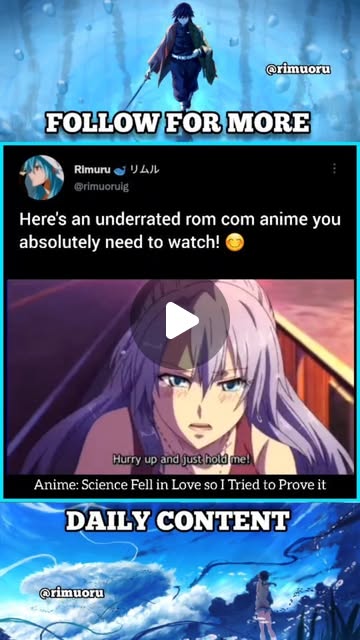 @rimuoru
FOLLOW FOR MORE
Rimuru 🐳 リムル
@rimuoruig
Here's an underrated rom com anime you
absolutely need to watch! 😊
Hurry up and just hold me!
Anime: Science Fell in Love so I Tried to Prove it
DAILY CONTENT
@rimuoru